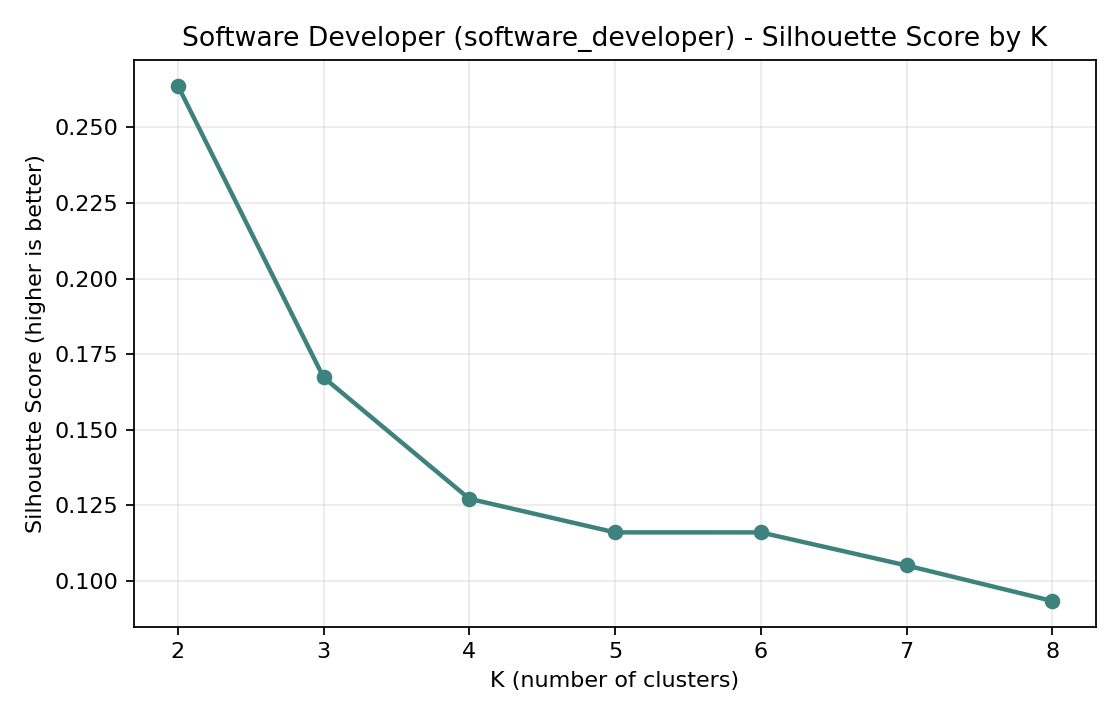 Software Developer (software_developer) - Silhouette Score by K
Silhouette Score (higher is better)
0.250
0.225
0.200
0.175
0.150
0.125
0.100
2 3 4 5 6 7 8
K (number of clusters)